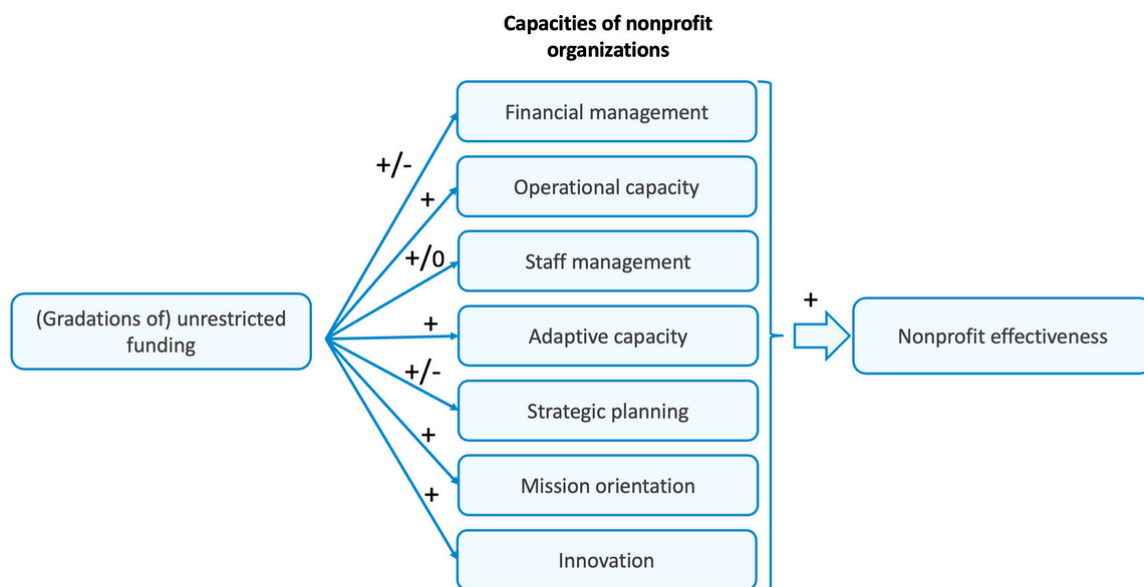 Capacities of nonprofit
organizations
Financial management
+/-
Operational capacity
+
+/0
Staff management
(Gradations of) unrestricted
funding
+
Adaptive capacity
+
Nonprofit effectiveness
+/-
Strategic planning
+
Mission orientation
+
Innovation